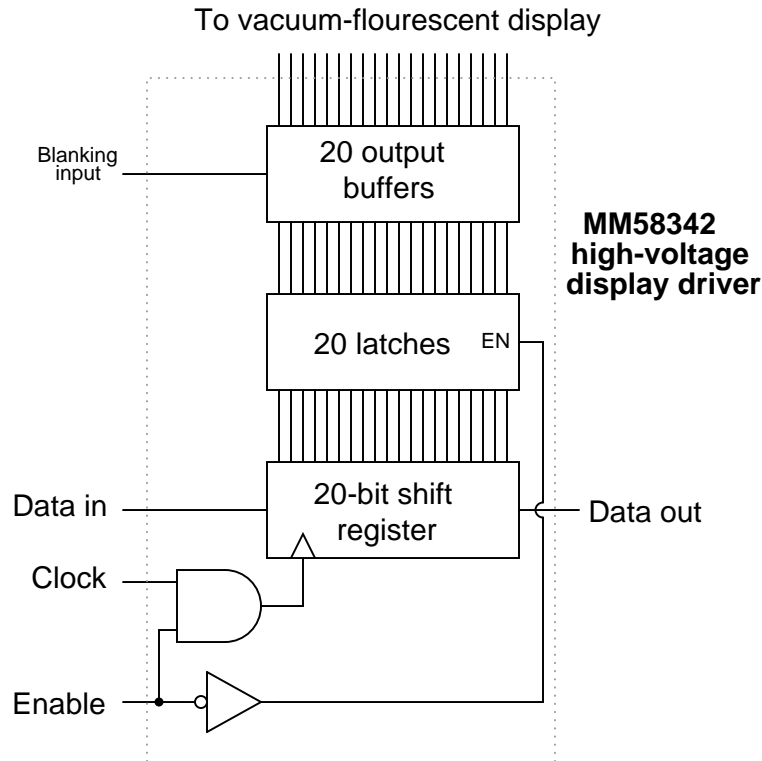 To vacuum-flourescent display
Blanking
input
20 output
buffers
MM58342
high-voltage
display driver
20 latches
EN
Data in
20-bit shift
register
Data out
Clock
Enable